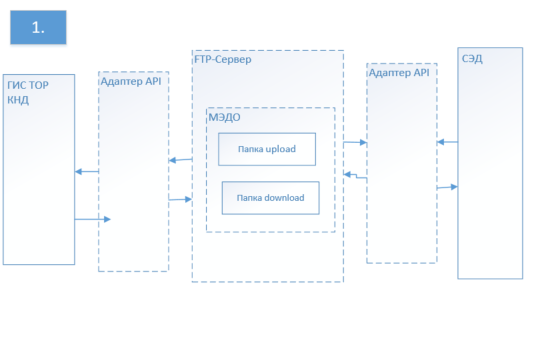 1.
ГИС ТОР
КНД
Адаптер API
FTP-Сервер
МЭДО
Папка upload
Папка download
Адаптер API
СЭД